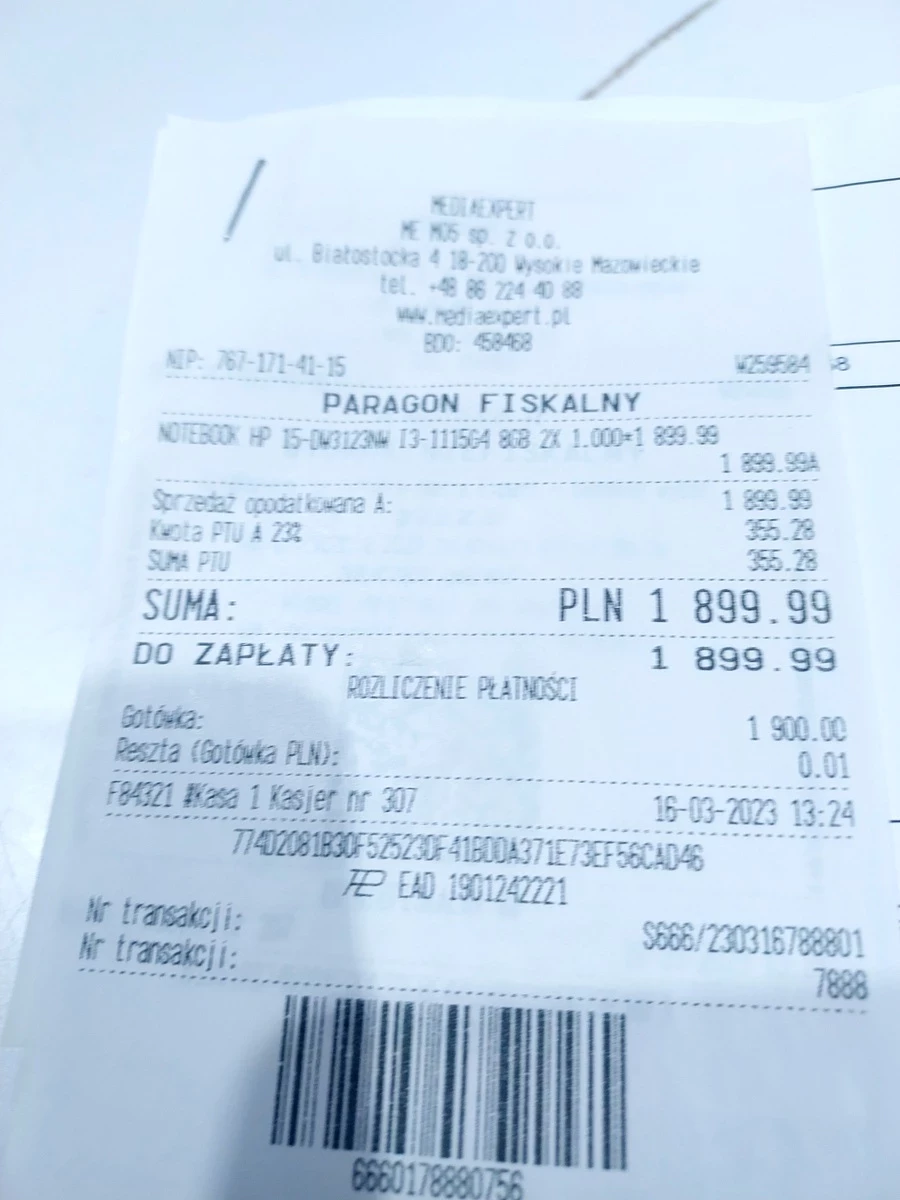 MEDIAEXPERT
ME M05 sp. Z o.o.
ul. Białostocka 4 18-200 Wysokie Mazowieckie
tel. +48 86 224 40 88
www.mediaexpert.pl
BDO: 458468
NIP: 767-171-41-15 W259584
PARAGON FISKALNY
NOTEBOOK HP 15-DW3123NW I3-1115G4 8GB 2X 1.000*1 899.99
1 899.99A
Sprzedaż opodatkowana A: 1 899.99
Kwota PTU A 23% 355.28
SUMA PTU 355.28
SUMA: PLN 1 899.99
DO ZAPŁATY: 1 899.99
ROZLICZENIE PŁATNOŚCI
Gotówka: 1 900.00
Reszta (Gotówka PLN): 0.01
F84321 #Kasa 1 Kasjer nr 307 16-03-2023 13:24
774D2081B30F525230F41B0DA371E73EF56CAD46
EAD 1901242221
Nr transakcji: S666/230316788801
Nr transakcji: 7888
6660178880756